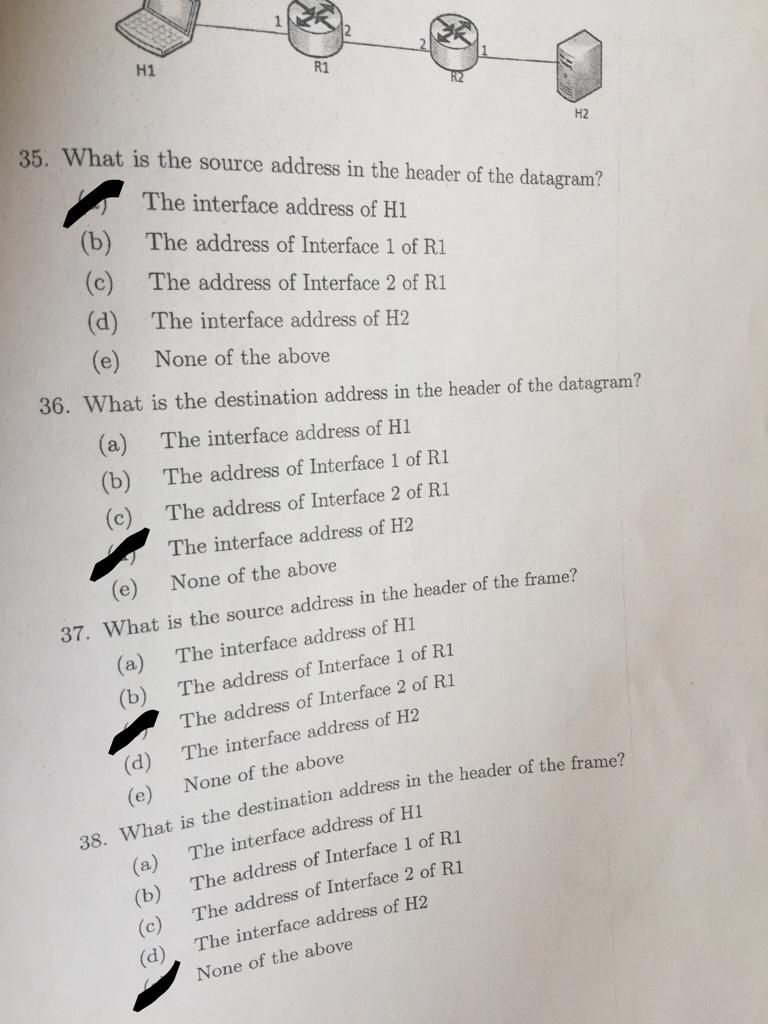 1
2
2
1
H1
R1
R2
H2
35. What is the source address in the header of the datagram?
The interface address of H1
(b) The address of Interface 1 of R1
(c) The address of Interface 2 of R1
(d) The interface address of H2
(e) None of the above
36. What is the destination address in the header of the datagram?
(a) The interface address of H1
(b) The address of Interface 1 of R1
(c) The address of Interface 2 of R1
The interface address of H2
(e) None of the above
37. What is the source address in the header of the frame?
(a) The interface address of H1
(b) The address of Interface 1 of R1
The address of Interface 2 of R1
(d) The interface address of H2
(e) None of the above
38. What is the destination address in the header of the frame?
(a) The interface address of H1
(b) The address of Interface 1 of R1
(c) The address of Interface 2 of R1
(d) The interface address of H2
None of the above